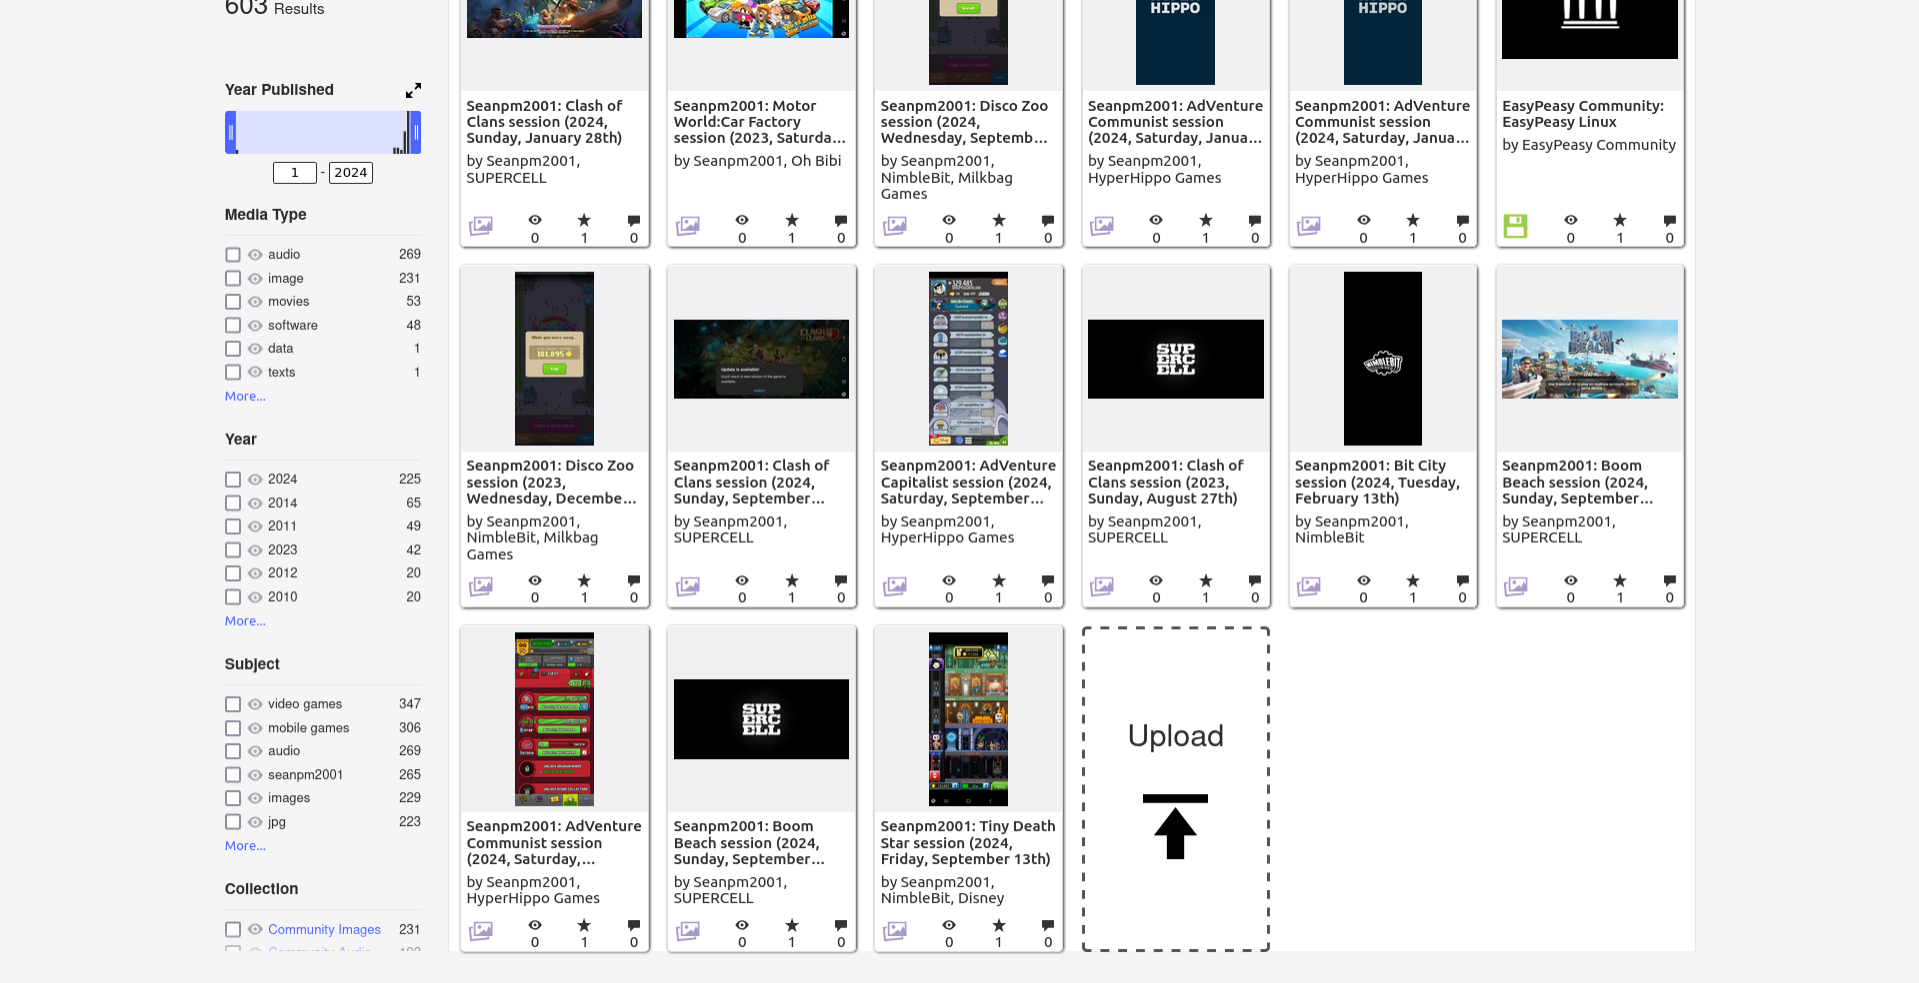 603 Results
Year Published
1 - 2024
Media Type
audio 269
image 231
movies 53
software 48
data 1
texts 1
More...
Year
2024 225
2014 65
2011 49
2023 42
2012 20
2010 20
More...
Subject
video games 347
mobile games 306
audio 269
seanpm2001 265
images 229
jpg 223
More...
Collection
Community Images 231
HIPPO
HIPPO
Seanpm2001: Clash of
Clans session (2024,
Sunday, January 28th)
by Seanpm2001,
SUPERCELL
0 1 0
Seanpm2001: Motor
World:Car Factory
session (2023, Saturda...
by Seanpm2001, Oh Bibi
0 1 0
Seanpm2001: Disco Zoo
session (2024,
Wednesday, Septemb...
by Seanpm2001,
NimbleBit, Milkbag
Games
0 1 0
Seanpm2001: AdVenture
Communist session
(2024, Saturday, Janua...
by Seanpm2001,
HyperHippo Games
0 1 0
Seanpm2001: AdVenture
Communist session
(2024, Saturday, Janua...
by Seanpm2001,
HyperHippo Games
0 1 0
EasyPeasy Community:
EasyPeasy Linux
by EasyPeasy Community
0 1 0
While you were away...
181,895
Seanpm2001: Disco Zoo
session (2023,
Wednesday, Decembe...
by Seanpm2001,
NimbleBit, Milkbag
Games
0 1 0
CLASH
Update is available!
Seanpm2001: Clash of
Clans session (2024,
Sunday, September...
by Seanpm2001,
SUPERCELL
0 1 0
329.485
Seanpm2001: AdVenture
Capitalist session (2024,
Saturday, September...
by Seanpm2001,
HyperHippo Games
0 1 0
SUP
ERC
ELL
Seanpm2001: Clash of
Clans session (2023,
Sunday, August 27th)
by Seanpm2001,
SUPERCELL
0 1 0
NIMBLEBIT
Seanpm2001: Bit City
session (2024, Tuesday,
February 13th)
by Seanpm2001,
NimbleBit
0 1 0
BOOM
BEACH
Seanpm2001: Boom
Beach session (2024,
Sunday, September...
by Seanpm2001,
SUPERCELL
0 1 0
Seanpm2001: AdVenture
Communist session
(2024, Saturday,...
by Seanpm2001,
HyperHippo Games
0 1 0
SUP
ERC
ELL
Seanpm2001: Boom
Beach session (2024,
Sunday, September...
by Seanpm2001,
SUPERCELL
0 1 0
Seanpm2001: Tiny Death
Star session (2024,
Friday, September 13th)
by Seanpm2001,
NimbleBit, Disney
0 1 0
Upload